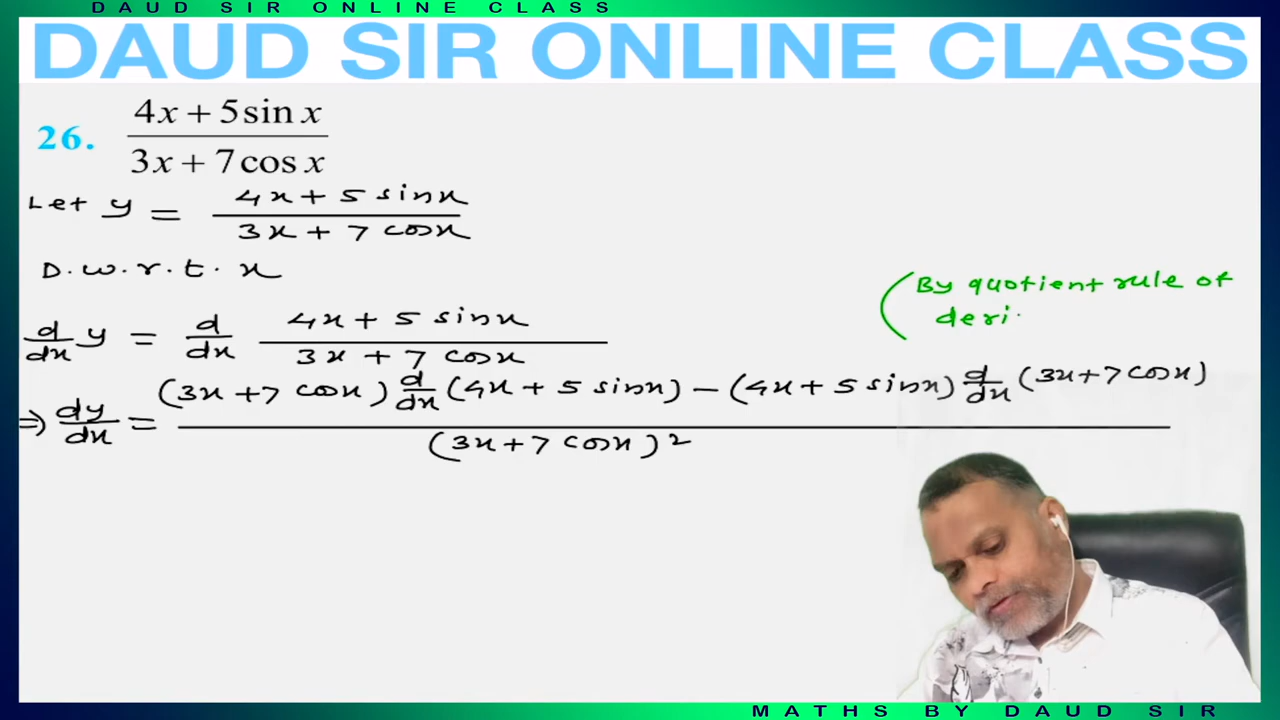 DAUD SIR ONLINE CLASS
DAUD SIR ONLINE CLASS
26. (4x + 5 sin x)/(3x + 7 cos x)
Let y = (4x + 5 sinx)/(3x + 7 cosx)
D.w.r.t. x
d/dx y = d/dx (4x + 5 sinx)/(3x + 7 cosx)
(By quotient rule of
deri.
⇒ dy/dx = ((3x+7 cosx) d/dx (4x + 5 sinx) – (4x + 5 sinx) d/dx (3x+7 cosx))/(3x+7 cosx)²
MATHS BY DAUD SIR